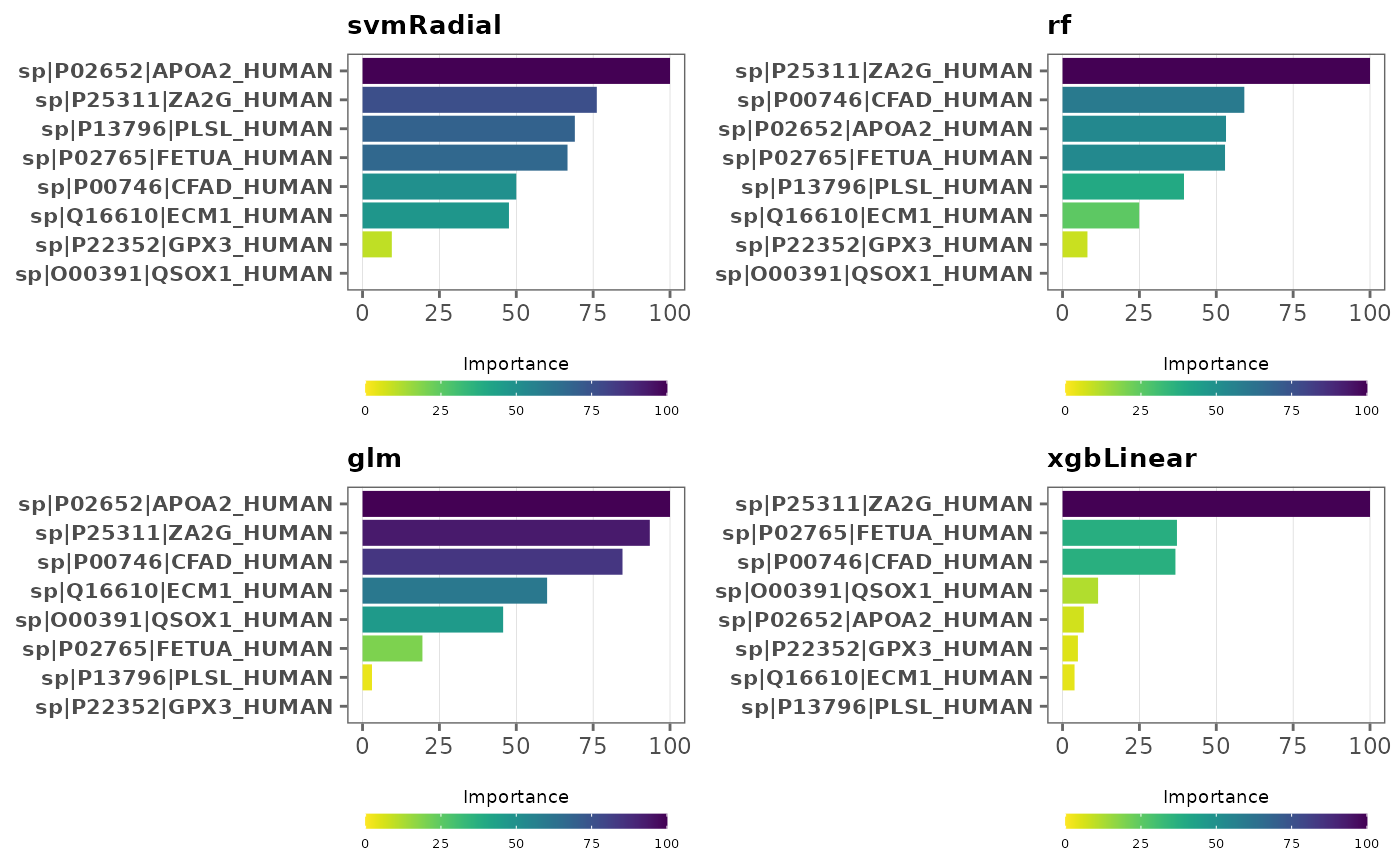 svmRadial
sp|P02652|APOA2_HUMAN
sp|P25311|ZA2G_HUMAN
sp|P13796|PLSL_HUMAN
sp|P02765|FETUA_HUMAN
sp|P00746|CFAD_HUMAN
sp|Q16610|ECM1_HUMAN
sp|P22352|GPX3_HUMAN
sp|O00391|QSOX1_HUMAN
0 25 50 75 100
Importance
0 25 50 75 100
rf
sp|P25311|ZA2G_HUMAN
sp|P00746|CFAD_HUMAN
sp|P02652|APOA2_HUMAN
sp|P02765|FETUA_HUMAN
sp|P13796|PLSL_HUMAN
sp|Q16610|ECM1_HUMAN
sp|P22352|GPX3_HUMAN
sp|O00391|QSOX1_HUMAN
0 25 50 75 100
Importance
0 25 50 75 100
glm
sp|P02652|APOA2_HUMAN
sp|P25311|ZA2G_HUMAN
sp|P00746|CFAD_HUMAN
sp|Q16610|ECM1_HUMAN
sp|O00391|QSOX1_HUMAN
sp|P02765|FETUA_HUMAN
sp|P13796|PLSL_HUMAN
sp|P22352|GPX3_HUMAN
0 25 50 75 100
Importance
0 25 50 75 100
xgbLinear
sp|P25311|ZA2G_HUMAN
sp|P02765|FETUA_HUMAN
sp|P00746|CFAD_HUMAN
sp|O00391|QSOX1_HUMAN
sp|P02652|APOA2_HUMAN
sp|P22352|GPX3_HUMAN
sp|Q16610|ECM1_HUMAN
sp|P13796|PLSL_HUMAN
0 25 50 75 100
Importance
0 25 50 75 100